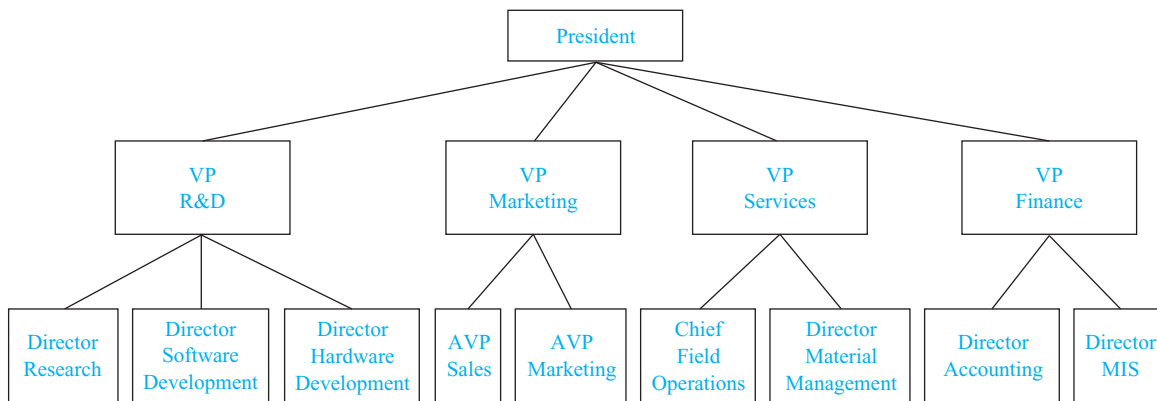 President
VP
R&D
VP
Marketing
VP
Services
VP
Finance
Director
Research
Director
Software
Development
Director
Hardware
Development
AVP
Sales
AVP
Marketing
Chief
Field
Operations
Director
Material
Management
Director
Accounting
Director
MIS